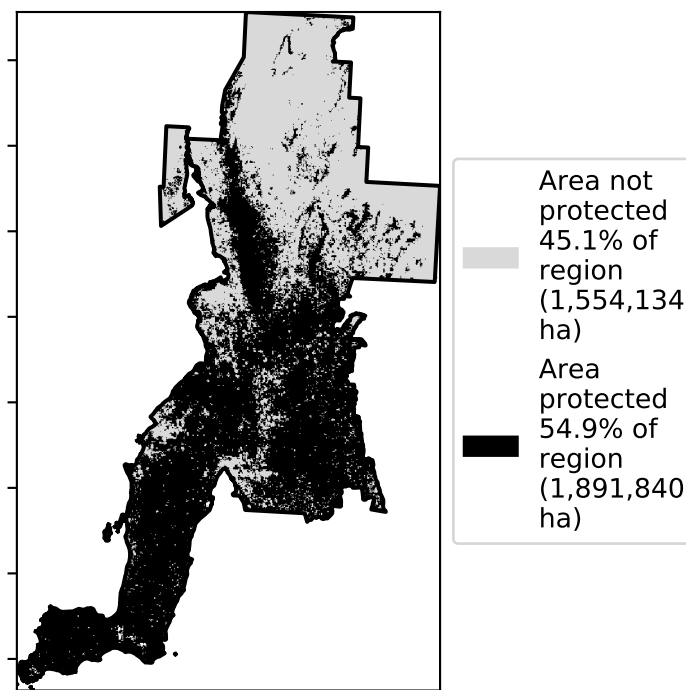 Area not
protected
45.1% of
region
(1,554,134
ha)
Area
protected
54.9% of
region
(1,891,840
ha)